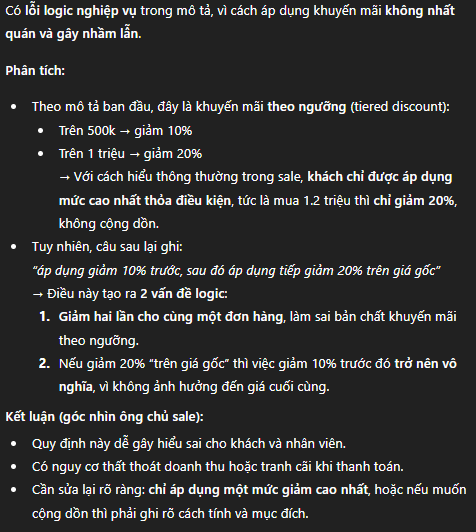 Có lỗi logic nghiệp vụ trong mô tả, vì cách áp dụng khuyến mãi không nhất
quán và gây nhầm lẫn.
Phân tích:
• Theo mô tả ban đầu, đây là khuyến mãi theo ngưỡng (tiered discount):
• Trên 500k → giảm 10%
• Trên 1 triệu → giảm 20%
→ Với cách hiểu thông thường trong sale, khách chỉ được áp dụng
mức cao nhất thỏa điều kiện, tức là mua 1.2 triệu thì chỉ giảm 20%,
không cộng dồn.
• Tuy nhiên, câu sau lại ghi:
“áp dụng giảm 10% trước, sau đó áp dụng tiếp giảm 20% trên giá gốc”
→ Điều này tạo ra 2 vấn đề logic:
1. Giảm hai lần cho cùng một đơn hàng, làm sai bản chất khuyến mãi
theo ngưỡng.
2. Nếu giảm 20% “trên giá gốc” thì việc giảm 10% trước đó trở nên vô
nghĩa, vì không ảnh hưởng đến giá cuối cùng.
Kết luận (góc nhìn ông chủ sale):
• Quy định này dễ gây hiểu sai cho khách và nhân viên.
• Có nguy cơ thất thoát doanh thu hoặc tranh cãi khi thanh toán.
• Cần sửa lại rõ ràng: chỉ áp dụng một mức giảm cao nhất, hoặc nếu muốn
cộng dồn thì phải ghi rõ cách tính và mục đích.